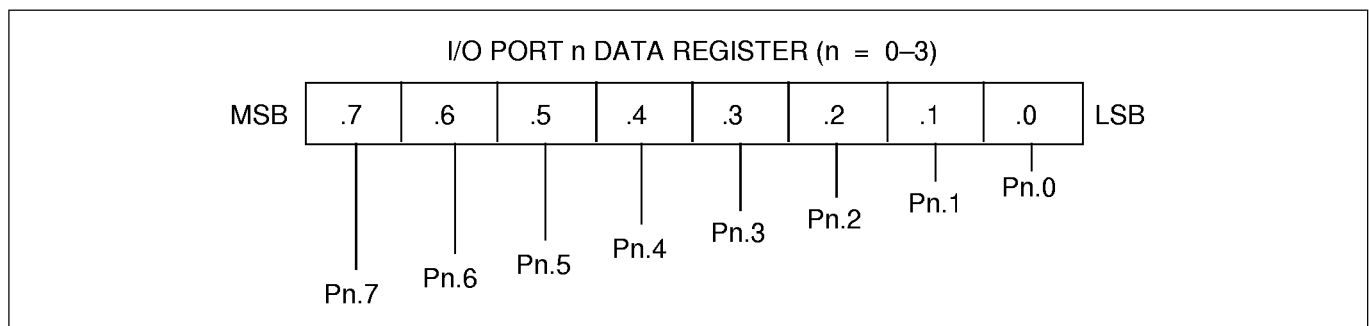 I/O PORT n DATA REGISTER (n = 0–3)
MSB .7 .6 .5 .4 .3 .2 .1 .0 LSB
Pn.7 Pn.6 Pn.5 Pn.4 Pn.3 Pn.2 Pn.1 Pn.0